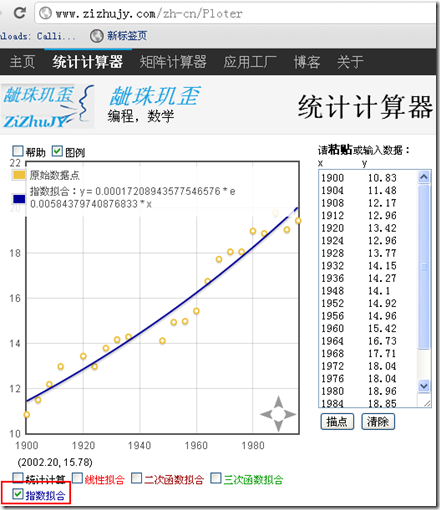 www.zizhujy.com/zh-cn/Ploter
nloads: Calli... 新标签页
主页 统计计算器 矩阵计算器 应用工厂 博客 关于
龇珠玑歪
ZiZhuJY
龇珠玑歪
编程，数学
统计计算器
帮助 图例
请粘贴或输入数据：
x y
22
原始数据点
指数拟合：y = 0.00017208943577546576 * e
0.00584379740876833 * x
18
16
14
12
10
1900 1920 1940 1960 1980
1900 10.83
1904 11.48
1908 12.17
1912 12.96
1920 13.42
1924 12.96
1928 13.77
1932 14.15
1936 14.27
1948 14.1
1952 14.92
1956 14.96
1960 15.42
1964 16.73
1968 17.71
1972 18.04
1976 18.04
1980 18.96
1984 18.85
描点 清除
(2002.20, 15.78)
统计计算 线性拟合 二次函数拟合 三次函数拟合
指数拟合